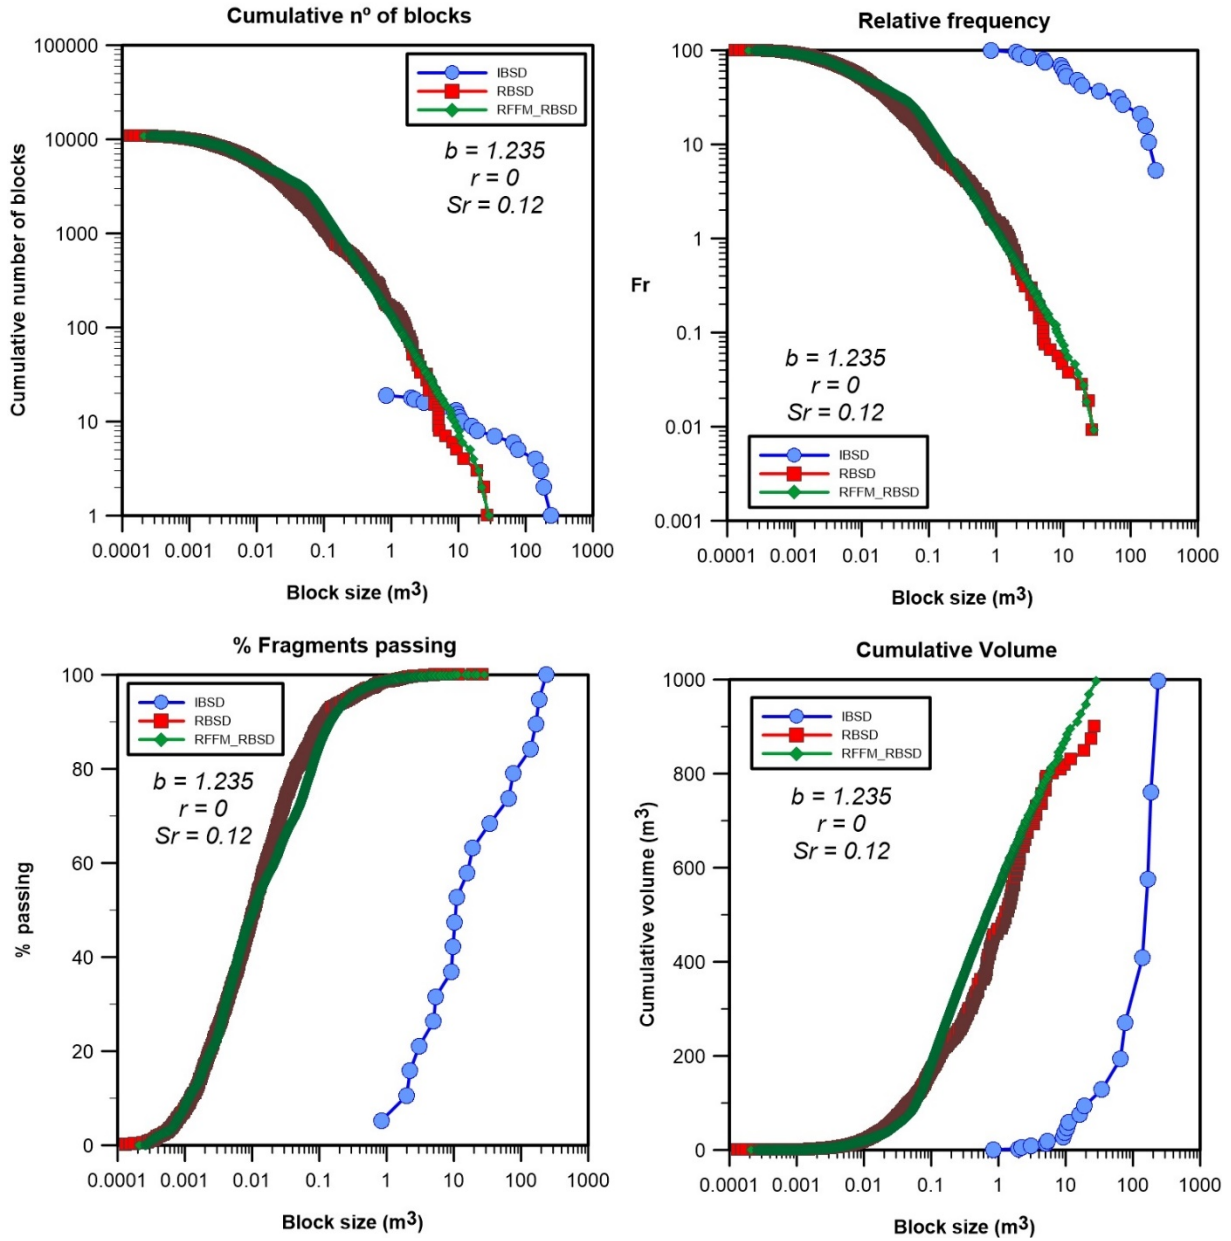 Cumulative nº of blocks
100000
10000
1000
100
10
1
Cumulative number of blocks
IBSD
RBSD
RFFM_RBSD
b = 1.235
r = 0
Sr = 0.12
0.0001 0.01 0.1 1 10 100 1000
Block size (m³)
Relative frequency
100
10
1
0.1
0.01
0.001
Fr
b = 1.235
r = 0
Sr = 0.12
IBSD
RBSD
RFFM_RBSD
0.0001 0.01 0.1 1 10 100 1000
Block size (m³)
% Fragments passing
100
80
60
40
20
0
% passing
IBSD
RBSD
RFFM_RBSD
b = 1.235
r = 0
Sr = 0.12
0.0001 0.001 0.01 0.1 1 10 100 1000
Block size (m³)
Cumulative Volume
1000
800
600
400
200
0
Cumulative volume (m³)
IBSD
RBSD
RFFM_RBSD
b = 1.235
r = 0
Sr = 0.12
0.0001 0.001 0.01 0.1 1 10 100 1000
Block size (m³)